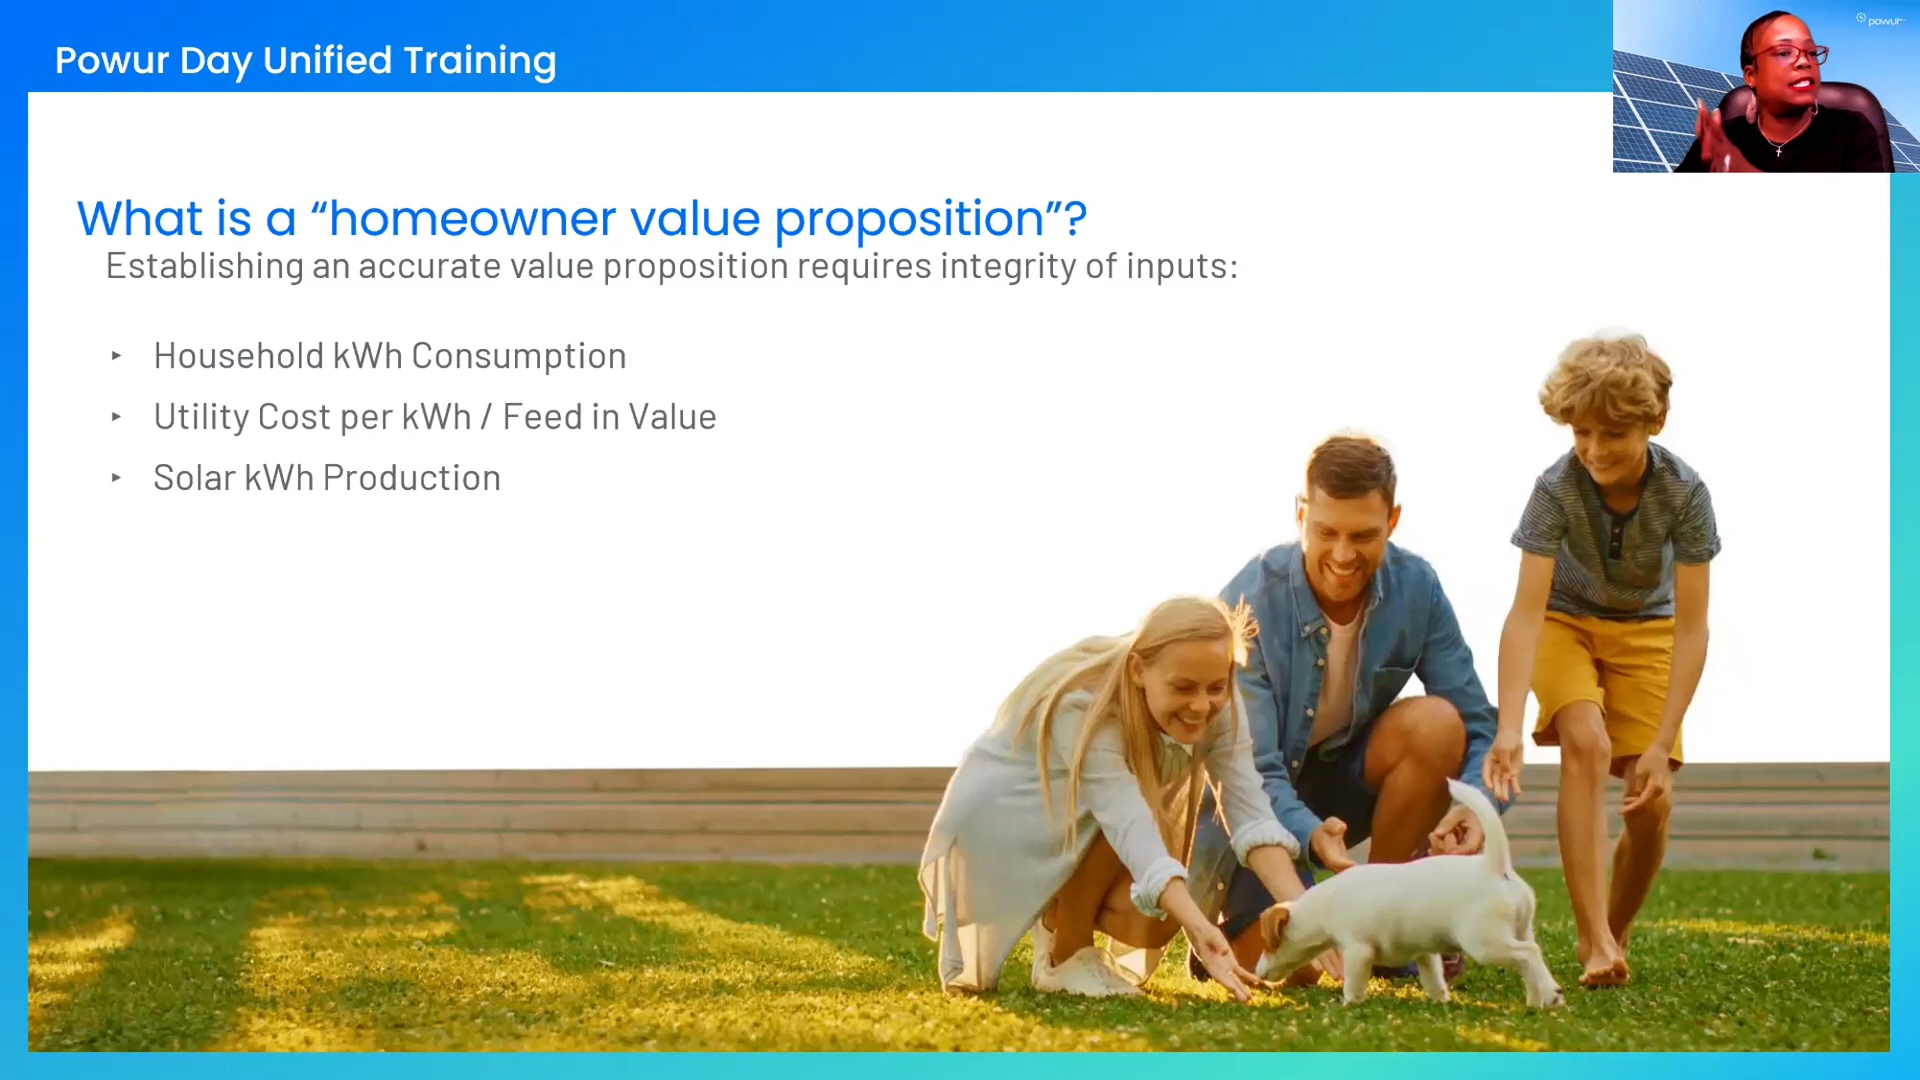 Powur Day Unified Training
powur
What is a “homeowner value proposition”?
Establishing an accurate value proposition requires integrity of inputs:
‣ Household kWh Consumption
‣ Utility Cost per kWh / Feed in Value
‣ Solar kWh Production